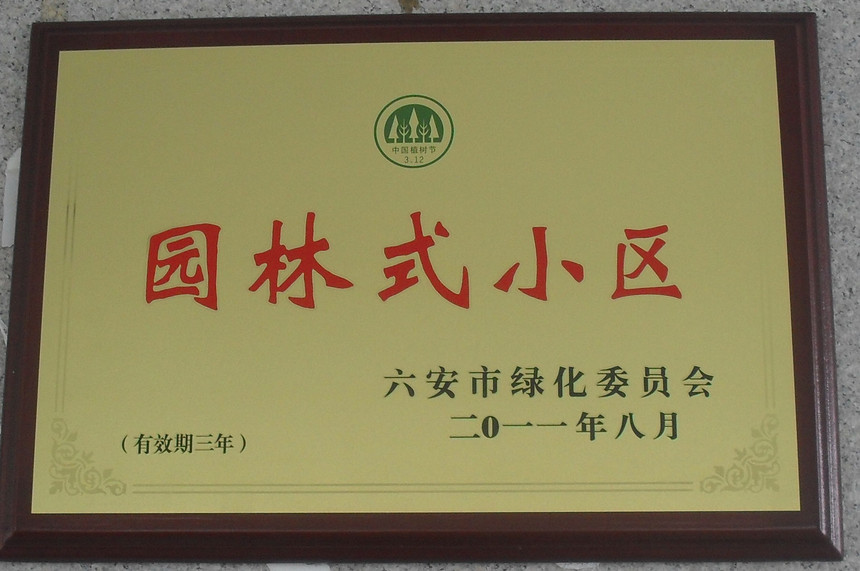 中国植树节
3.12
园林式小区
六安市绿化委员会
二0一一年八月
（有效期三年）